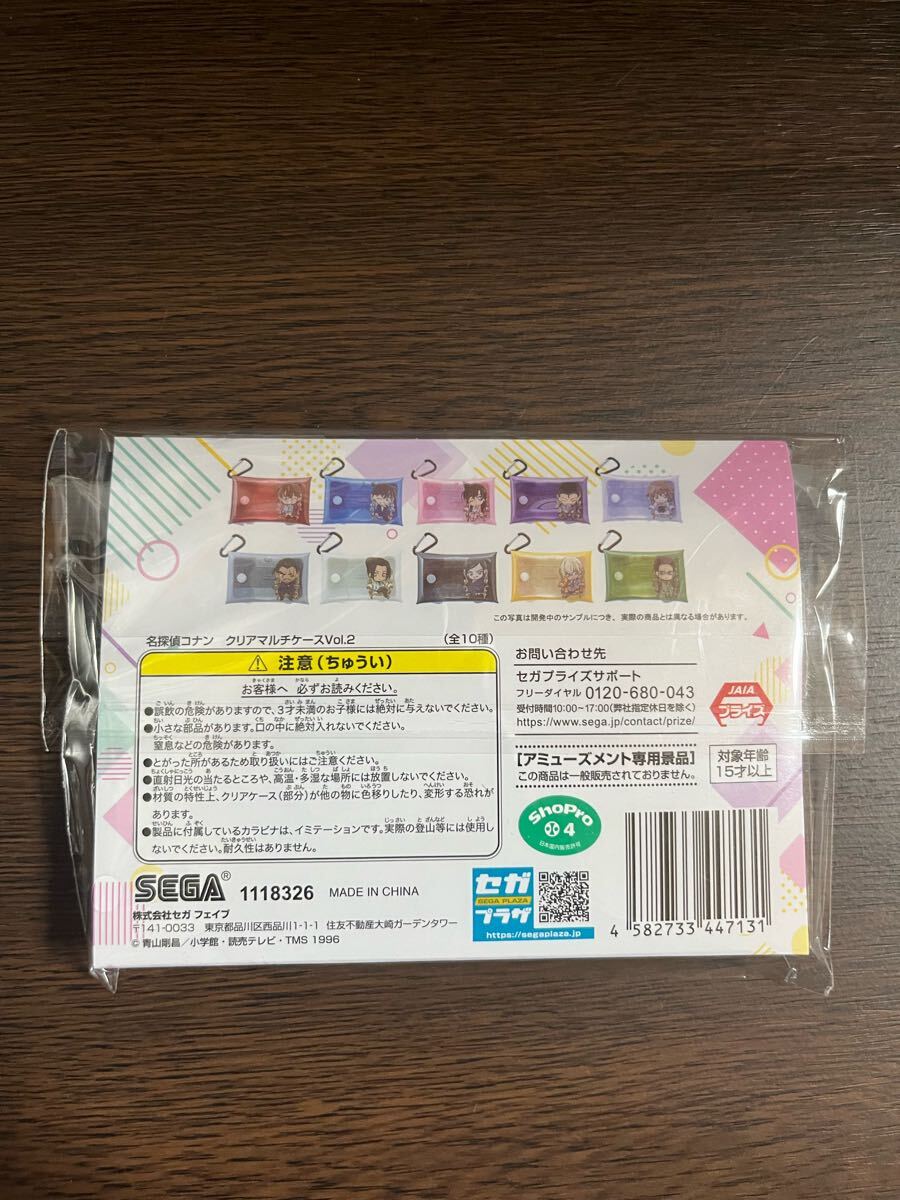 この写真は開発中のサンプルにつき、実際の商品とは異なる場合があります。
名探偵コナン クリアマルチケースVol.2 (全10種)
注意(ちゅうい)
お客様へ 必ずお読みください。
●誤飲の危険がありますので、3才未満のお子様には絶対に与えないでください。
●小さな部品があります。口の中に絶対入れないでください。
窒息などの危険があります。
●とがった所があるため取り扱いにはご注意ください。
●直射日光の当たるところや、高温・多湿な場所には放置しないでください。
●材質の特性上、クリアケース(部分)が他の物に色移りしたり、変形する恐れが
あります。
●製品に付属しているカラビナは、イミテーションです。実際の登山等には使用し
ないでください。耐久性はありません。
お問い合わせ先
セガプライズサポート
フリーダイヤル 0120-680-043
受付時間10:00~17:00(弊社指定休日を除く)
https://www.sega.jp/contact/prize/
JAIA
プライズ
【アミューズメント専用景品】
この商品は一般販売されておりません。
対象年齢
15才以上
ShoPro
4
日本国内販売許可
SEGA® 1118326 MADE IN CHINA
株式会社セガ フェイブ
〒141-0033 東京都品川区西品川1-1-1 住友不動産大崎ガーデンタワー
©青山剛昌/小学館・読売テレビ・TMS 1996
セガ
SEGA PLAZA
プラザ
https://segaplaza.jp
4 582733 447131